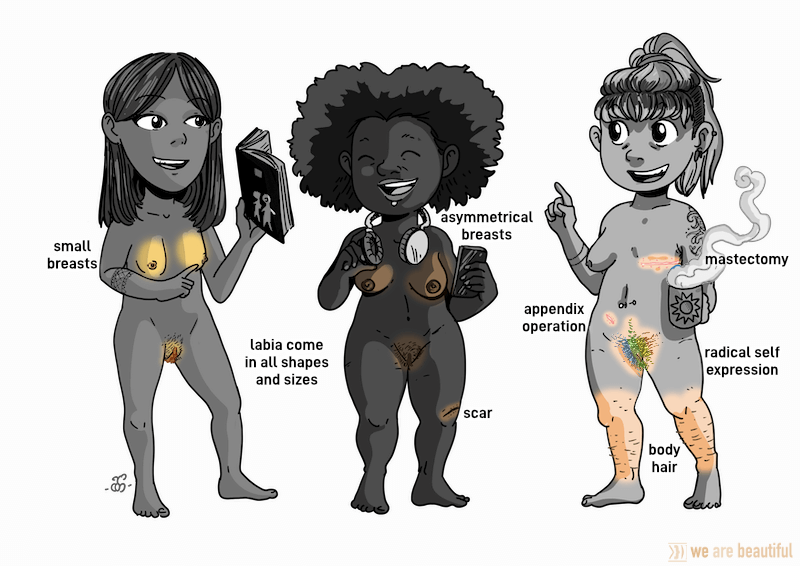 small
breasts
asymmetrical
breasts
mastectomy
appendix
operation
labia come
in all shapes
and sizes
radical self
expression
scar
body
hair
we are beautiful